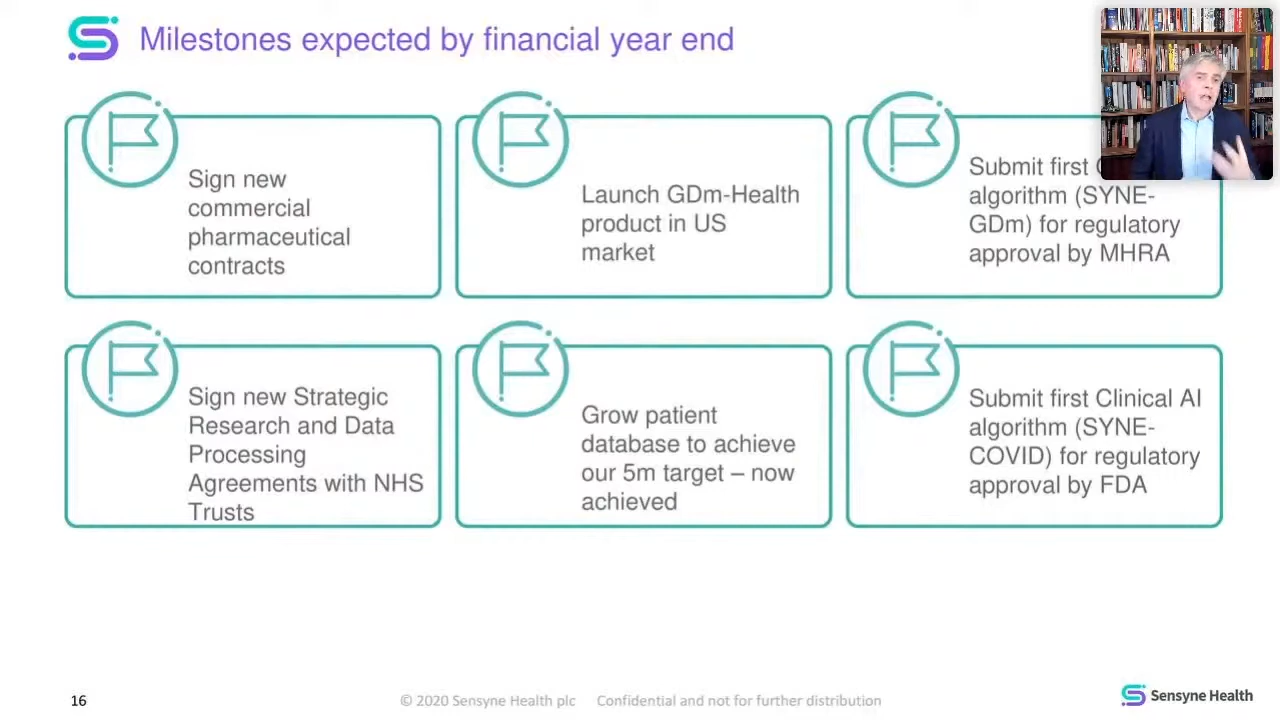 Milestones expected by financial year end
Sign new
commercial
pharmaceutical
contracts
Launch GDm-Health
product in US
market
Submit first
algorithm (SYNE-
GDm) for regulatory
approval by MHRA
Sign new Strategic
Research and Data
Processing
Agreements with NHS
Trusts
Grow patient
database to achieve
our 5m target – now
achieved
Submit first Clinical AI
algorithm (SYNE-
COVID) for regulatory
approval by FDA
16
© 2020 Sensyne Health plc Confidential and not for further distribution
Sensyne Health